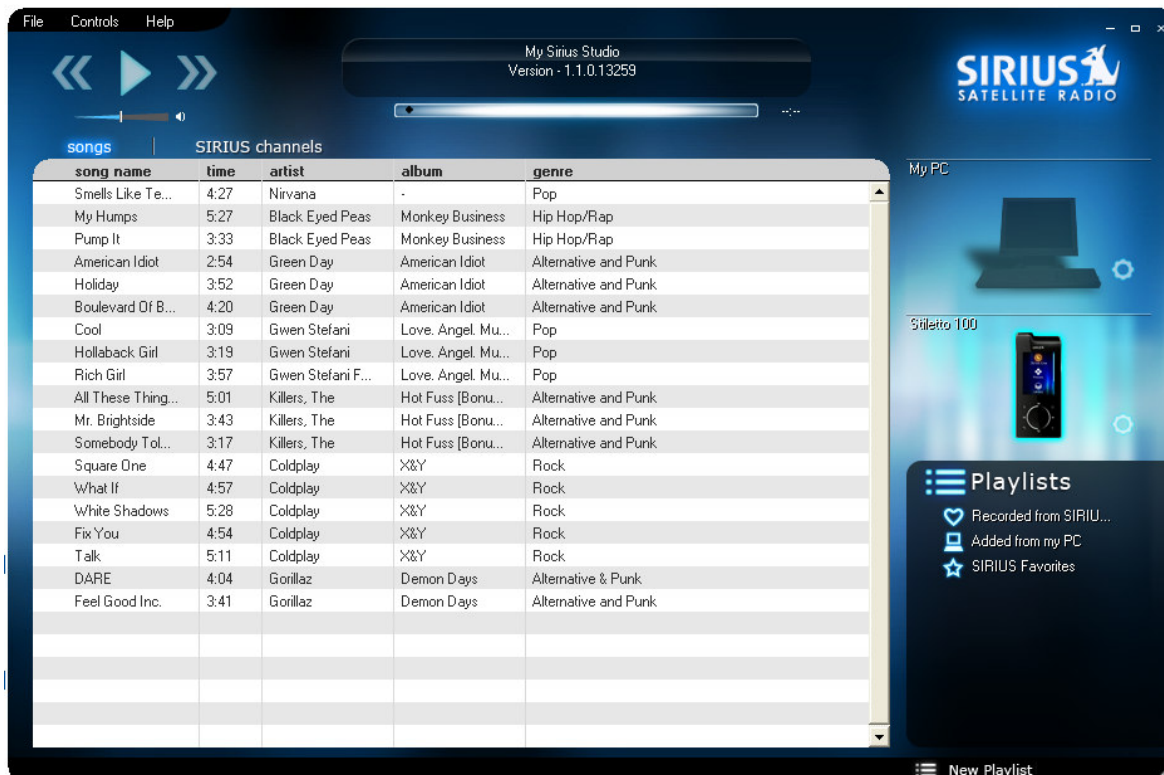 File Controls Help
My Sirius Studio
Version - 1.1.0.13259
SIRIUS
SATELLITE RADIO
--:--
songs | SIRIUS channels
song name time artist album genre
Smells Like Te... 4:27 Nirvana - Pop
My Humps 5:27 Black Eyed Peas Monkey Business Hip Hop/Rap
Pump It 3:33 Black Eyed Peas Monkey Business Hip Hop/Rap
American Idiot 2:54 Green Day American Idiot Alternative and Punk
Holiday 3:52 Green Day American Idiot Alternative and Punk
Boulevard Of B... 4:20 Green Day American Idiot Alternative and Punk
Cool 3:09 Gwen Stefani Love. Angel. Mu... Pop
Hollaback Girl 3:19 Gwen Stefani Love. Angel. Mu... Pop
Rich Girl 3:57 Gwen Stefani F... Love. Angel. Mu... Pop
All These Thing... 5:01 Killers, The Hot Fuss [Bonu... Alternative and Punk
Mr. Brightside 3:43 Killers, The Hot Fuss [Bonu... Alternative and Punk
Somebody Tol... 3:17 Killers, The Hot Fuss [Bonu... Alternative and Punk
Square One 4:47 Coldplay X&Y Rock
What If 4:57 Coldplay X&Y Rock
White Shadows 5:28 Coldplay X&Y Rock
Fix You 4:54 Coldplay X&Y Rock
Talk 5:11 Coldplay X&Y Rock
DARE 4:04 Gorillaz Demon Days Alternative & Punk
Feel Good Inc. 3:41 Gorillaz Demon Days Alternative and Punk
My PC
Stiletto 100
Playlists
Recorded from SIRIU...
Added from my PC
SIRIUS Favorites
New Playlist